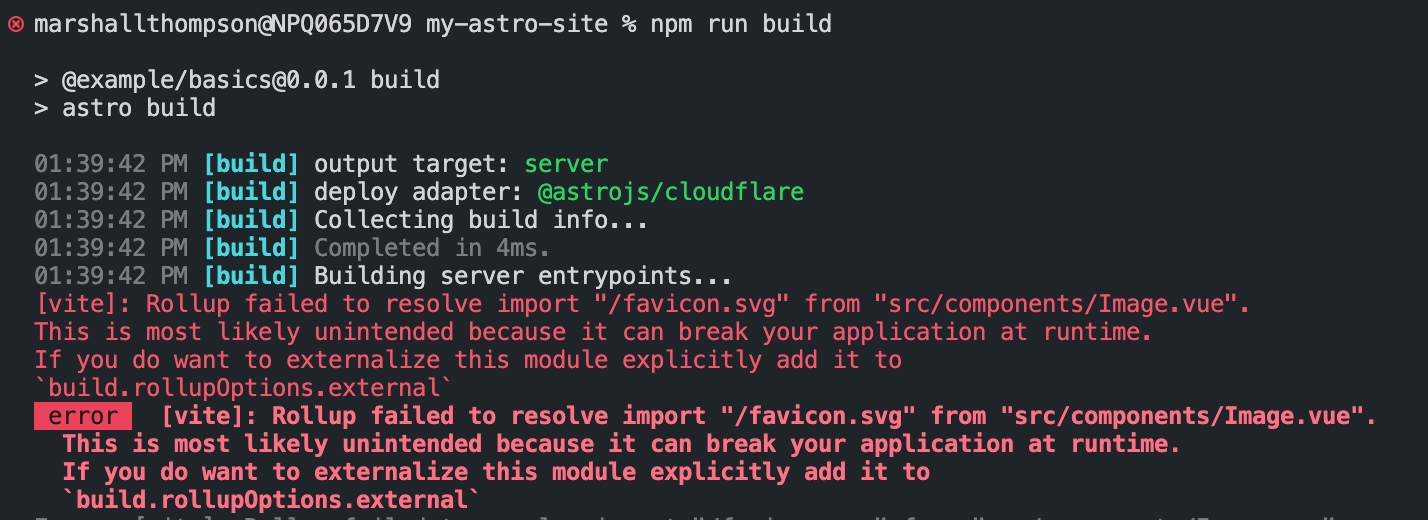 marshallthompson@NPQ065D7V9 my-astro-site % npm run build
> @example/basics@0.0.1 build
> astro build
01:39:42 PM [build] output target: server
01:39:42 PM [build] deploy adapter: @astrojs/cloudflare
01:39:42 PM [build] Collecting build info...
01:39:42 PM [build] Completed in 4ms.
01:39:42 PM [build] Building server entrypoints...
[vite]: Rollup failed to resolve import "/favicon.svg" from "src/components/Image.vue".
This is most likely unintended because it can break your application at runtime.
If you do want to externalize this module explicitly add it to
`build.rollupOptions.external`
error [vite]: Rollup failed to resolve import "/favicon.svg" from "src/components/Image.vue".
This is most likely unintended because it can break your application at runtime.
If you do want to externalize this module explicitly add it to
`build.rollupOptions.external`